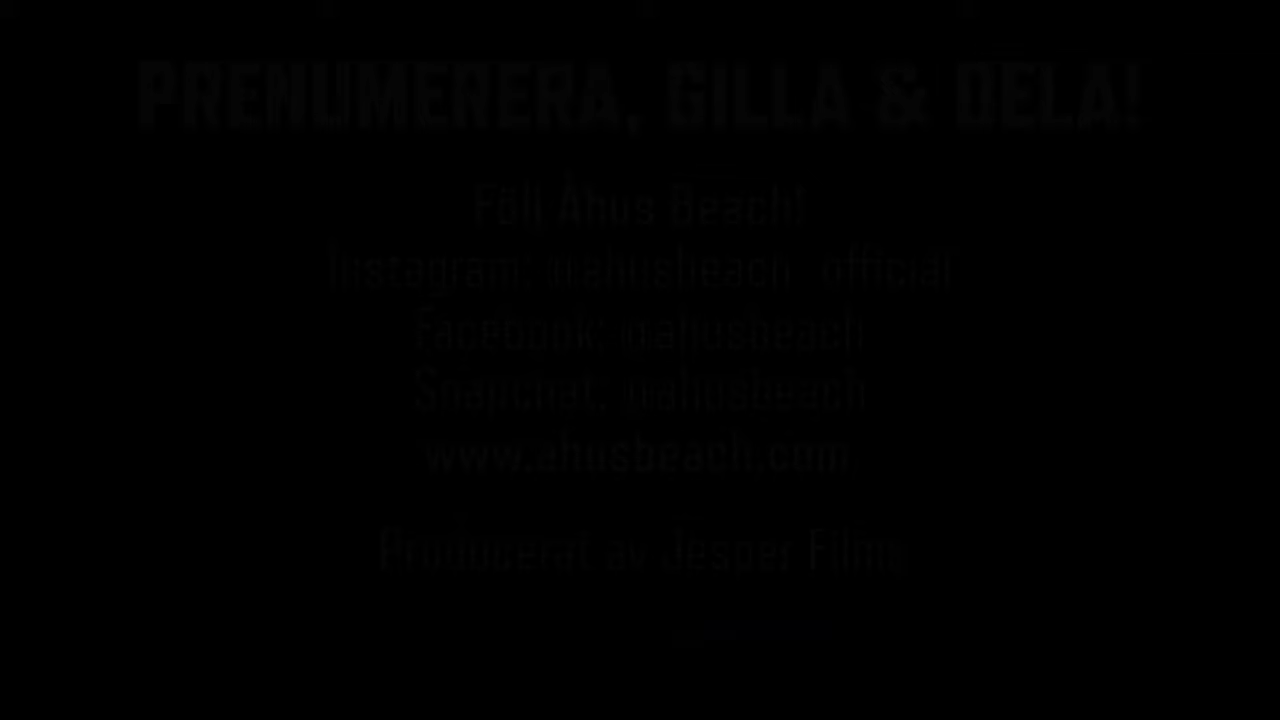 PRENUMERERA, GILLA & DELA!
Följ Åhus Beach!
Instagram: @ahusbeach_official
Facebook: @ahusbeach
Snapchat: @ahusbeach
www.ahusbeach.com
Producerat av Jesper Films